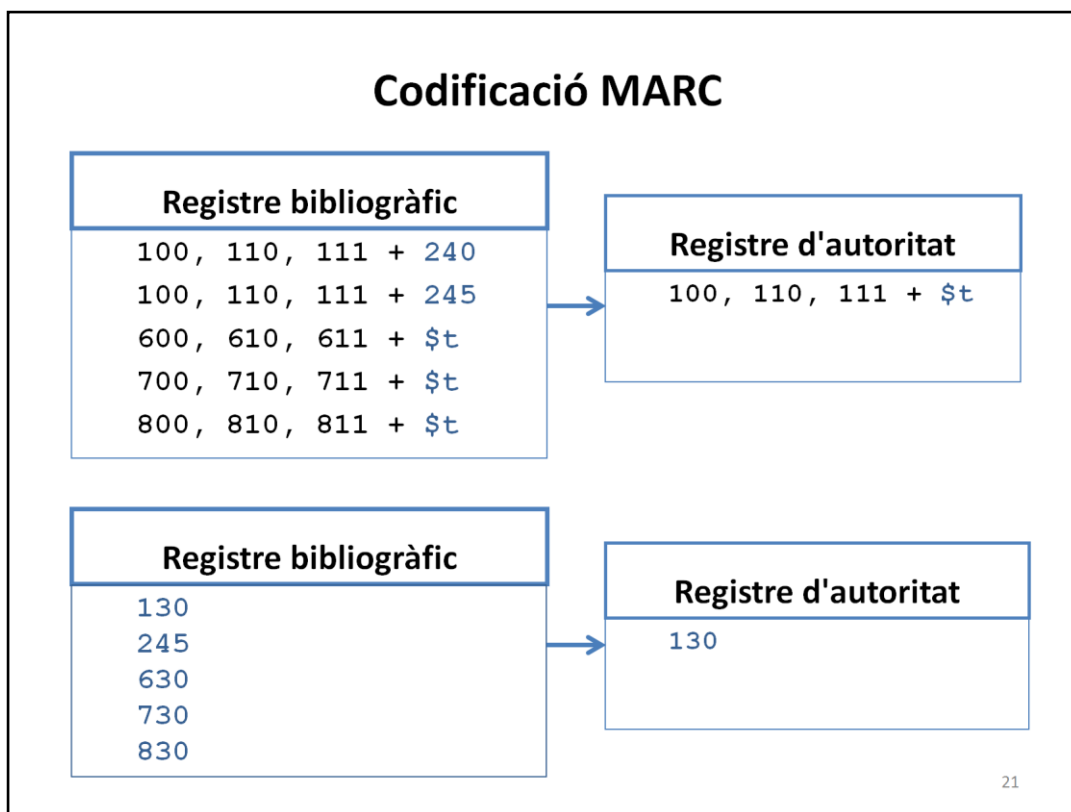 Codificació MARC
Registre bibliogràfic
100, 110, 111 + 240
100, 110, 111 + 245
600, 610, 611 + $t
700, 710, 711 + $t
800, 810, 811 + $t
Registre d'autoritat
100, 110, 111 + $t
Registre bibliogràfic
130
245
630
730
830
Registre d'autoritat
130
21